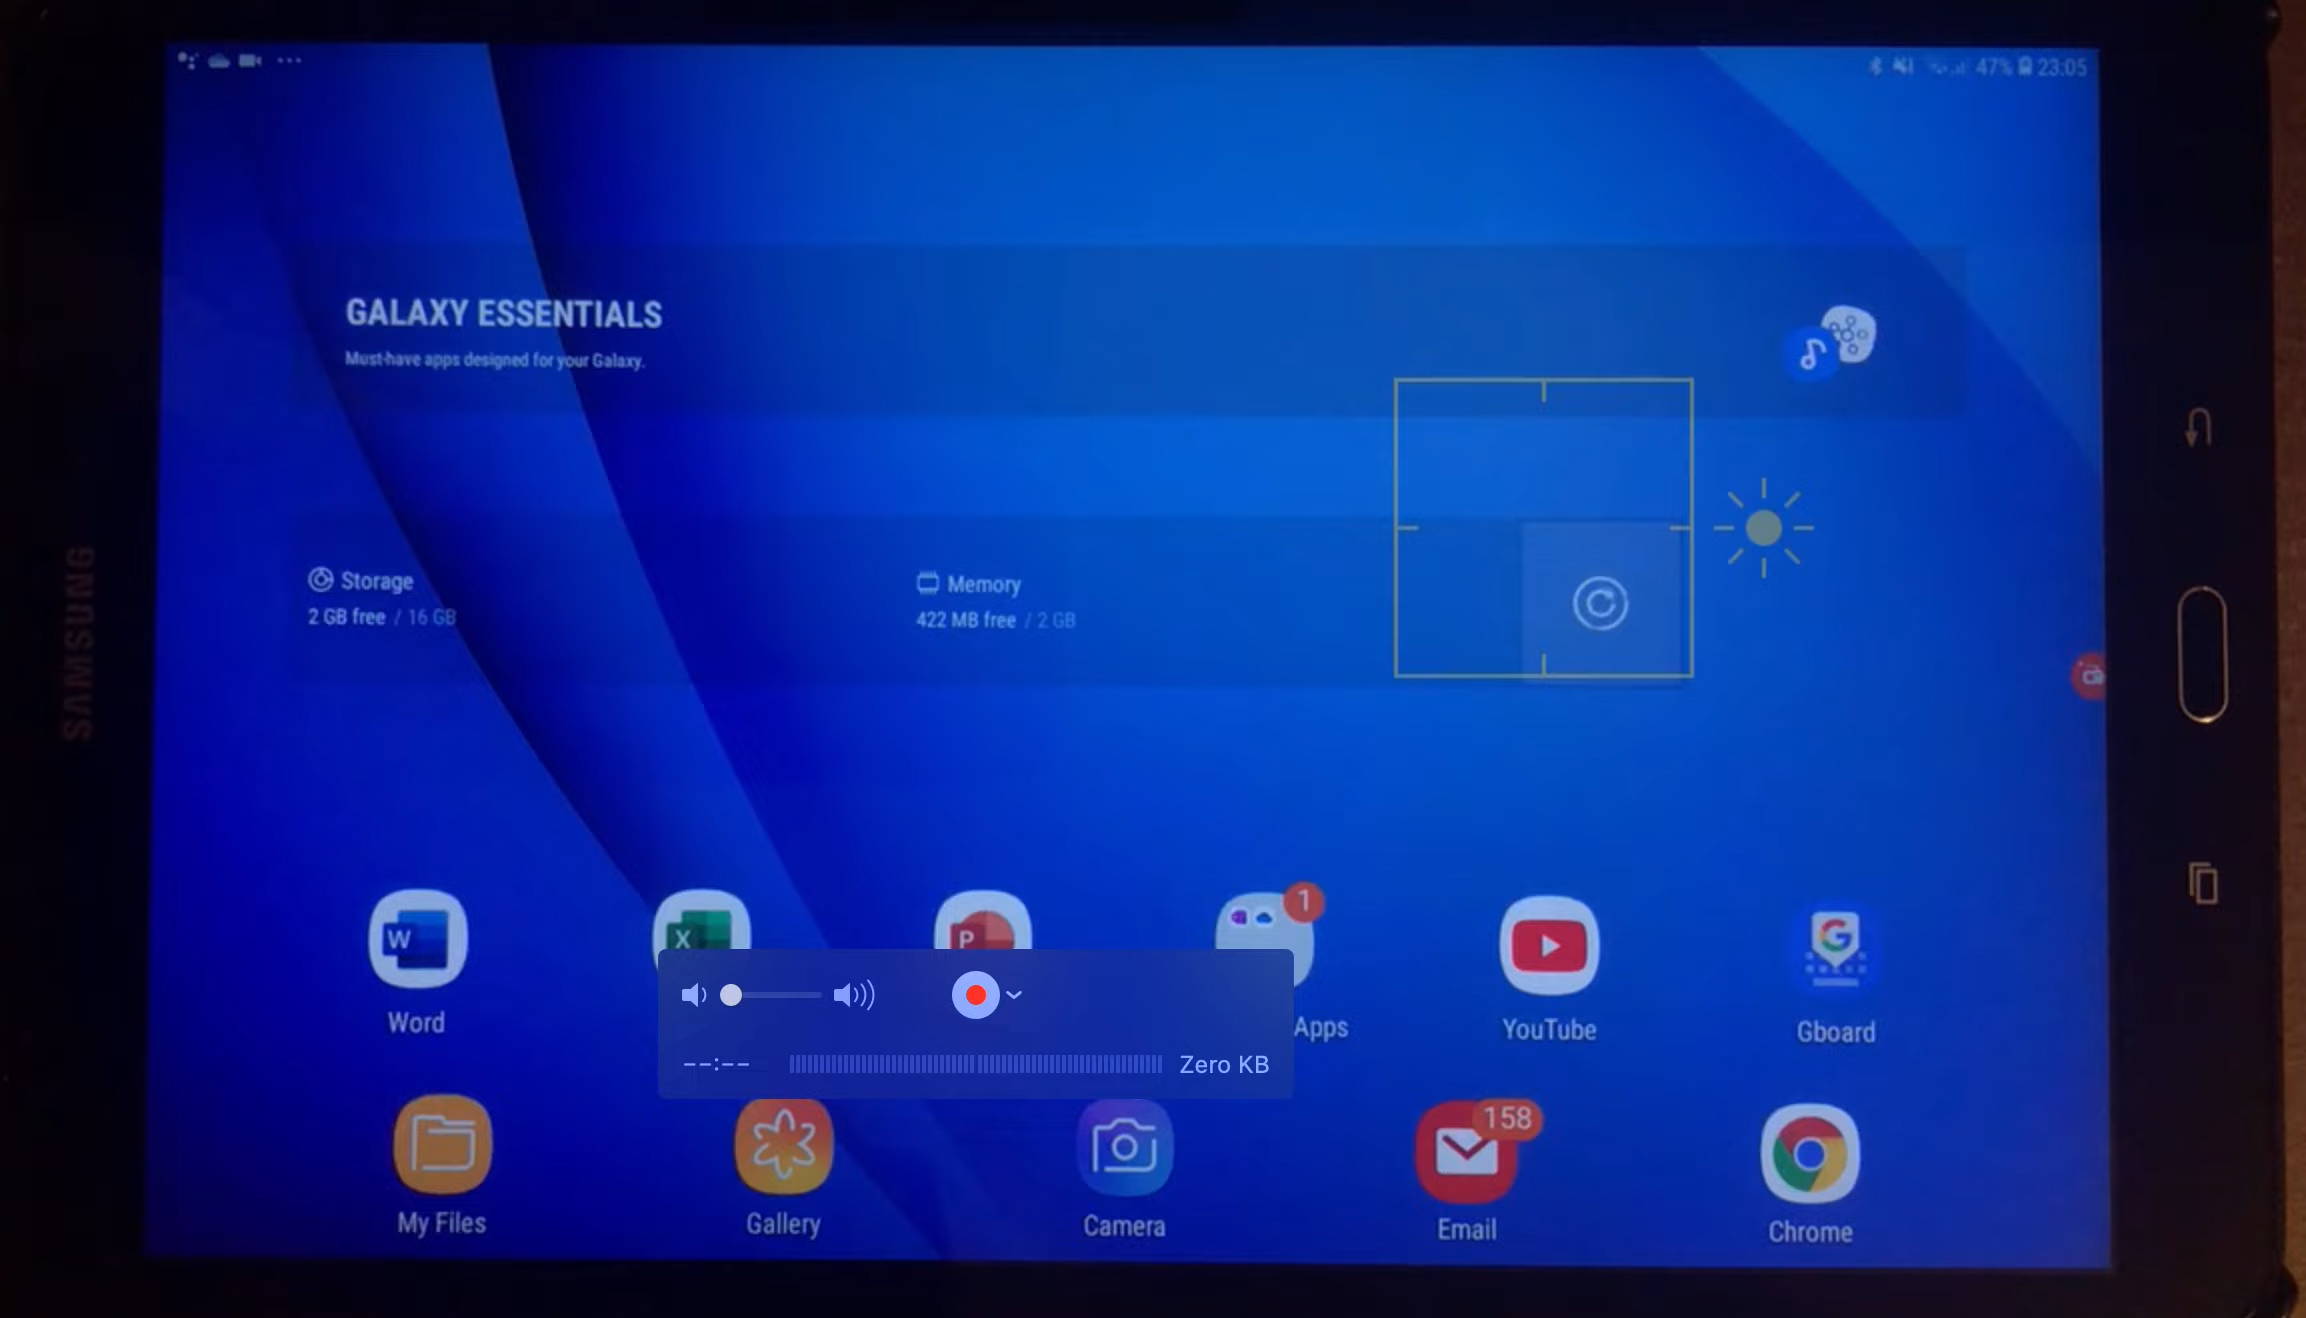 47% 23:05
GALAXY ESSENTIALS
Must-have apps designed for your Galaxy.
SAMSUNG
Storage
2 GB free / 16 GB
Memory
422 MB free / 2 GB
W
X
P
1
G
Word
Apps
YouTube
Gboard
--:--
Zero KB
158
My Files
Gallery
Camera
Email
Chrome